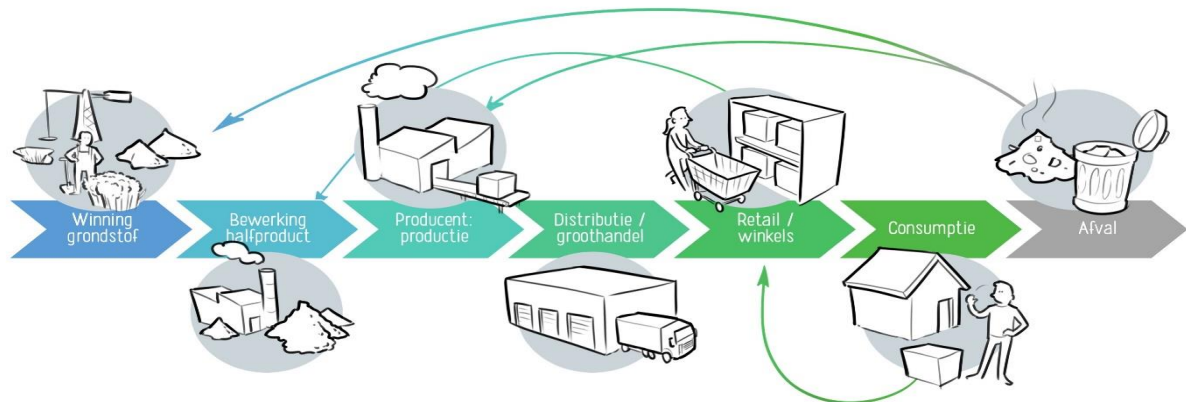 Winning
grondstof
Bewerking
halfproduct
Producent:
productie
Distributie /
groothandel
Retail /
winkels
Consumptie
Afval